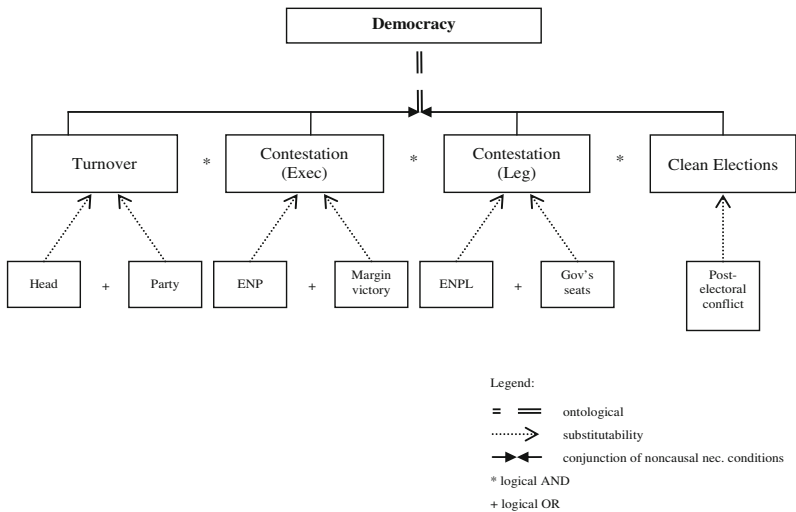 Democracy
Turnover
*
Contestation
(Exec)
*
Contestation
(Leg)
*
Clean Elections
Head
+
Party
ENP
+
Margin
victory
ENPL
+
Gov's
seats
Post-
electoral
conflict
Legend:
ontological
substitutability
conjunction of noncausal nec. conditions
* logical AND
+ logical OR